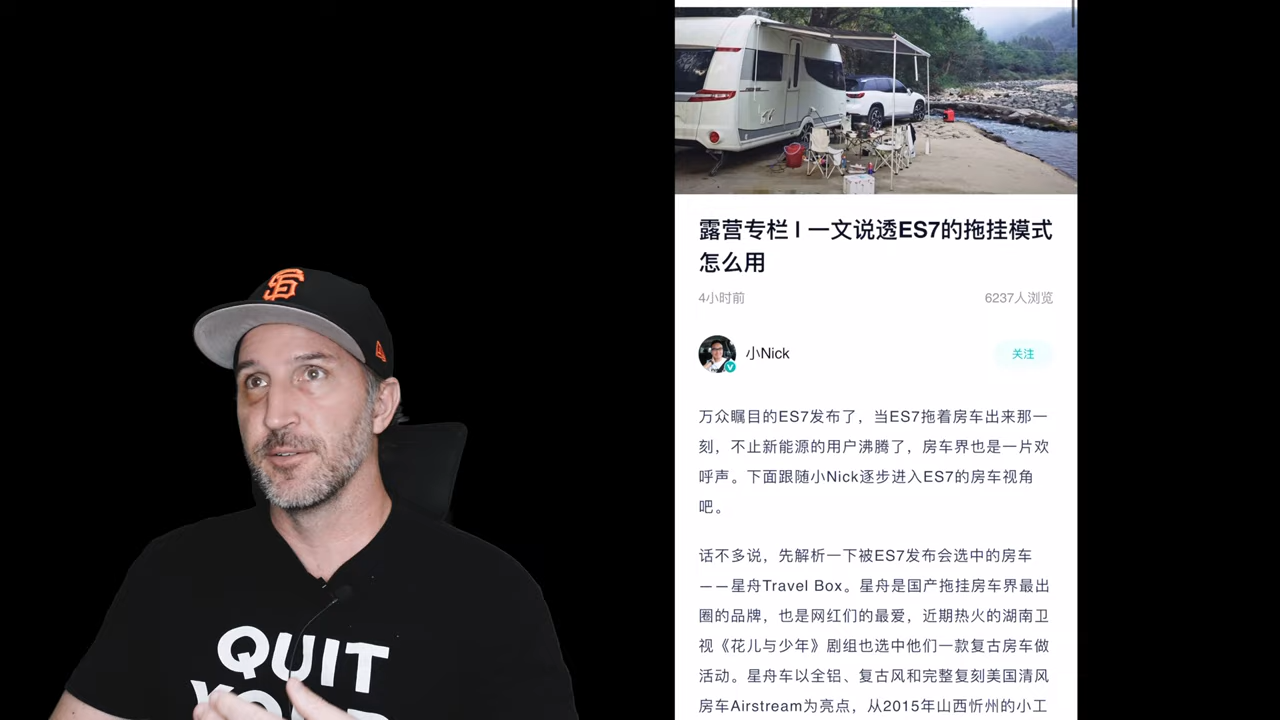 SF
QUIT
露营专栏 | 一文说透ES7的拖挂模式
怎么用
4小时前
6237人浏览
小Nick
关注
万众瞩目的ES7发布了，当ES7拖着房车出来那一
刻，不止新能源的用户沸腾了，房车界也是一片欢
呼声。下面跟随小Nick逐步进入ES7的房车视角
吧。
话不多说，先解析一下被ES7发布会选中的房车
——星舟Travel Box。星舟是国产拖挂房车界最出
圈的品牌，也是网红们的最爱，近期热火的湖南卫
视《花儿与少年》剧组也选中他们一款复古房车做
活动。星舟车以全铝、复古风和完整复刻美国清风
房车Airstream为亮点，从2015年山西忻州的小工